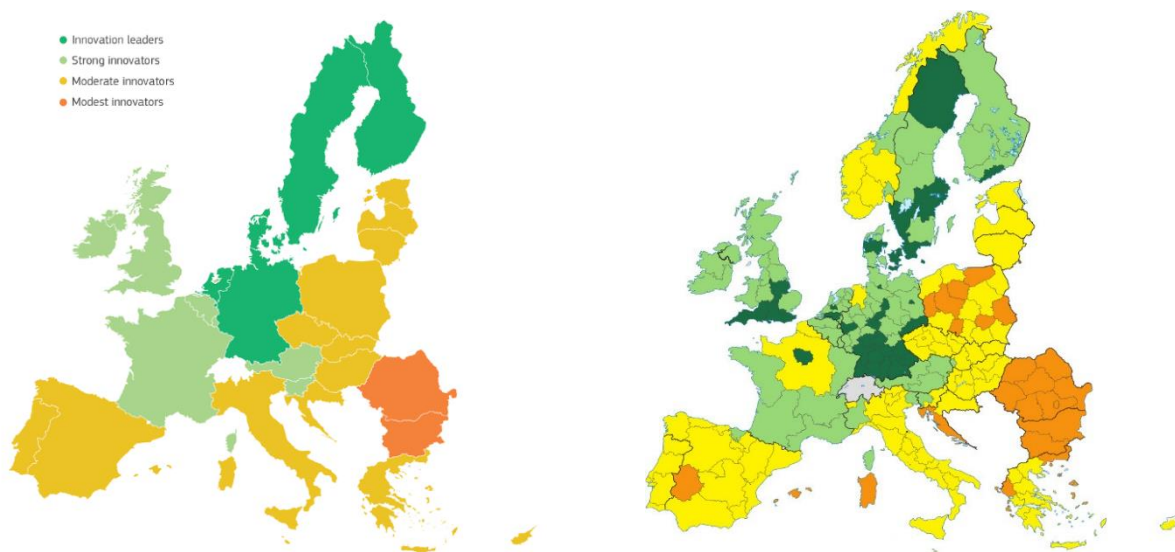 Innovation leaders
Strong innovators
Moderate innovators
Modest innovators